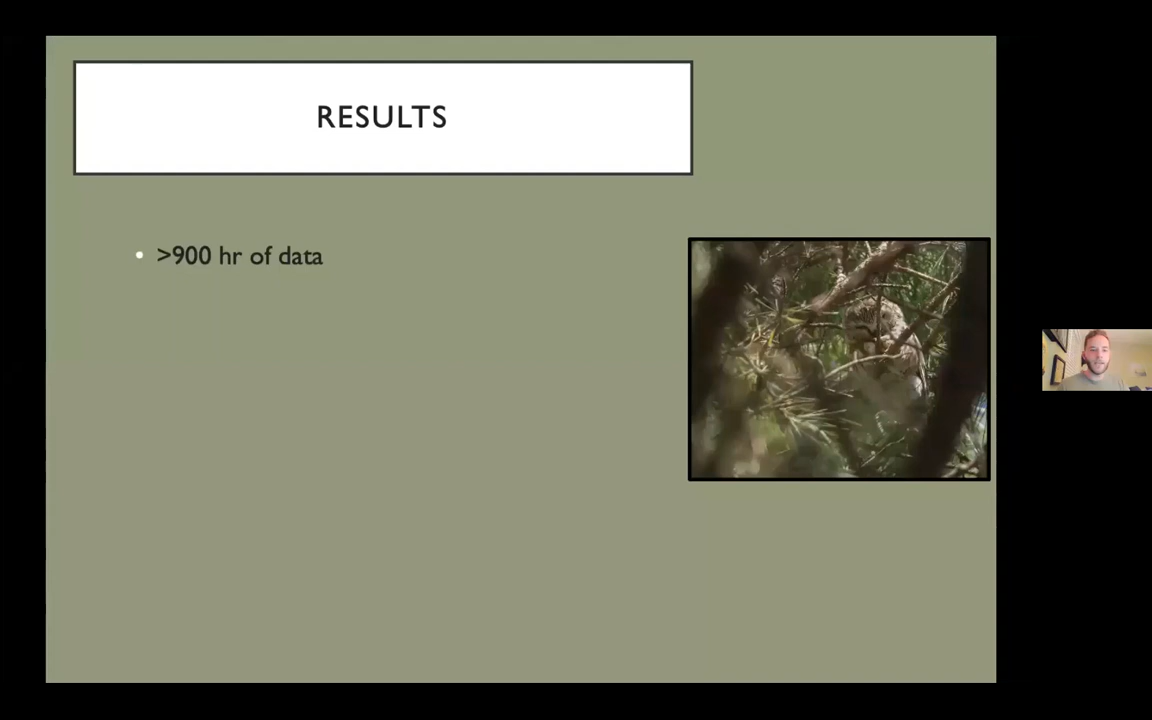 RESULTS
• >900 hr of data